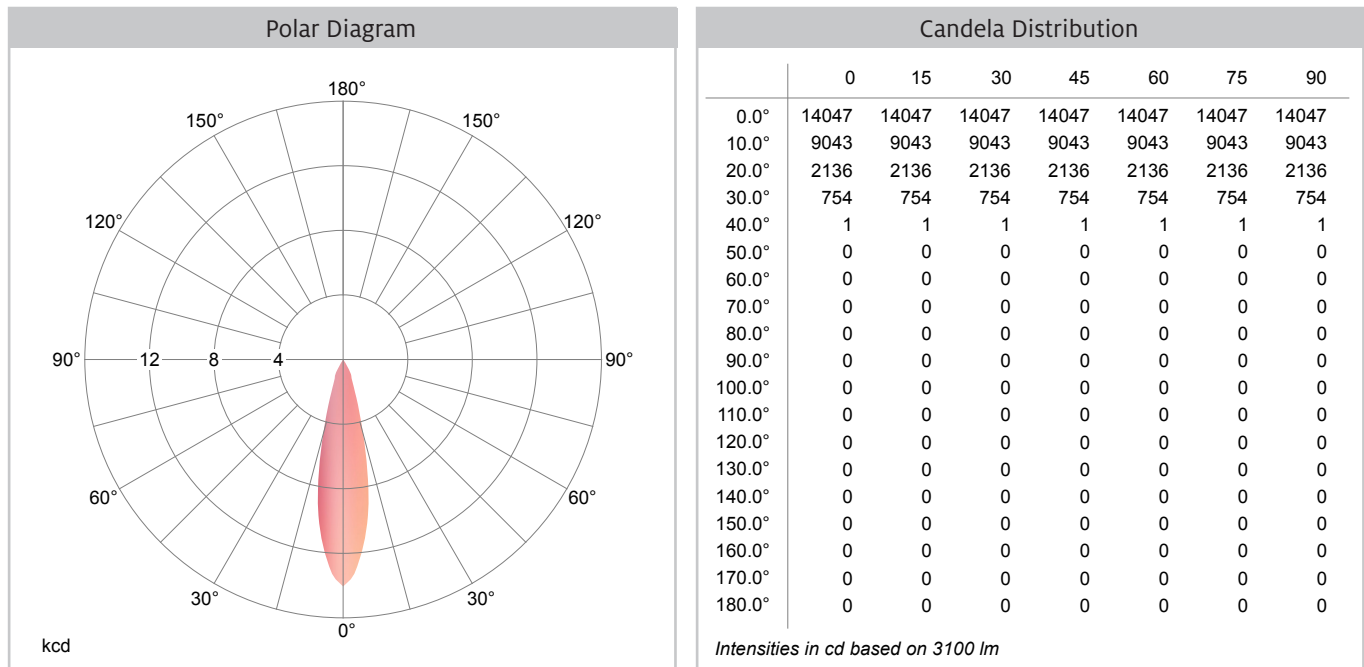 Polar Diagram
180°
150° 150°
120° 120°
90° 12 8 4 90°
60° 60°
30° 30°
0°
kcd
Candela Distribution
0 15 30 45 60 75 90
0.0° 14047 14047 14047 14047 14047 14047 14047
10.0° 9043 9043 9043 9043 9043 9043 9043
20.0° 2136 2136 2136 2136 2136 2136 2136
30.0° 754 754 754 754 754 754 754
40.0° 1 1 1 1 1 1 1
50.0° 0 0 0 0 0 0 0
60.0° 0 0 0 0 0 0 0
70.0° 0 0 0 0 0 0 0
80.0° 0 0 0 0 0 0 0
90.0° 0 0 0 0 0 0 0
100.0° 0 0 0 0 0 0 0
110.0° 0 0 0 0 0 0 0
120.0° 0 0 0 0 0 0 0
130.0° 0 0 0 0 0 0 0
140.0° 0 0 0 0 0 0 0
150.0° 0 0 0 0 0 0 0
160.0° 0 0 0 0 0 0 0
170.0° 0 0 0 0 0 0 0
180.0° 0 0 0 0 0 0 0
Intensities in cd based on 3100 lm